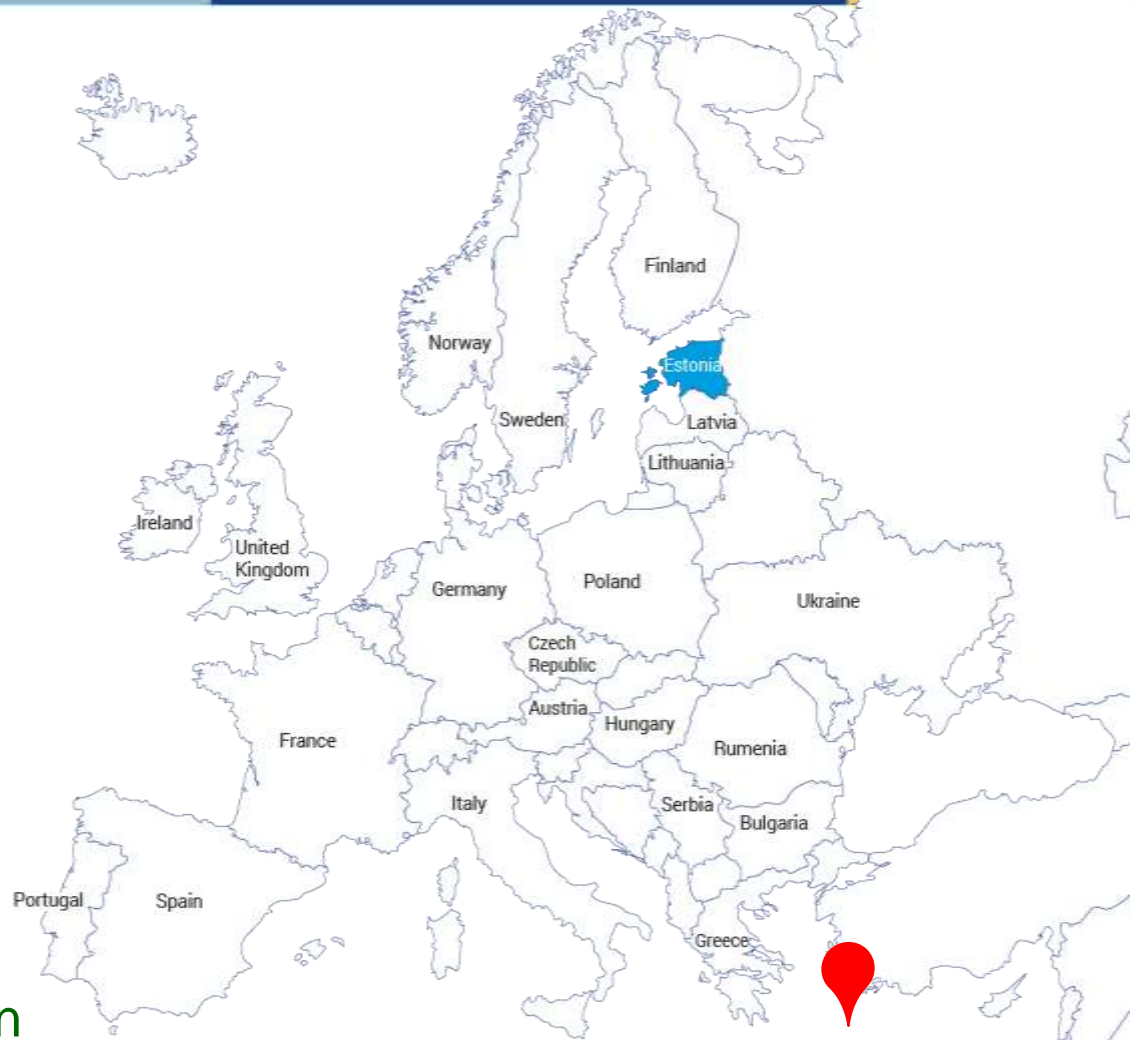 Finland
Norway
Estonia
Sweden
Latvia
Lithuania
Ireland
United
Kingdom
Germany
Poland
Ukraine
Czech
Republic
Austria
Hungary
France
Rumenia
Italy
Serbia
Bulgaria
Portugal
Spain
Greece